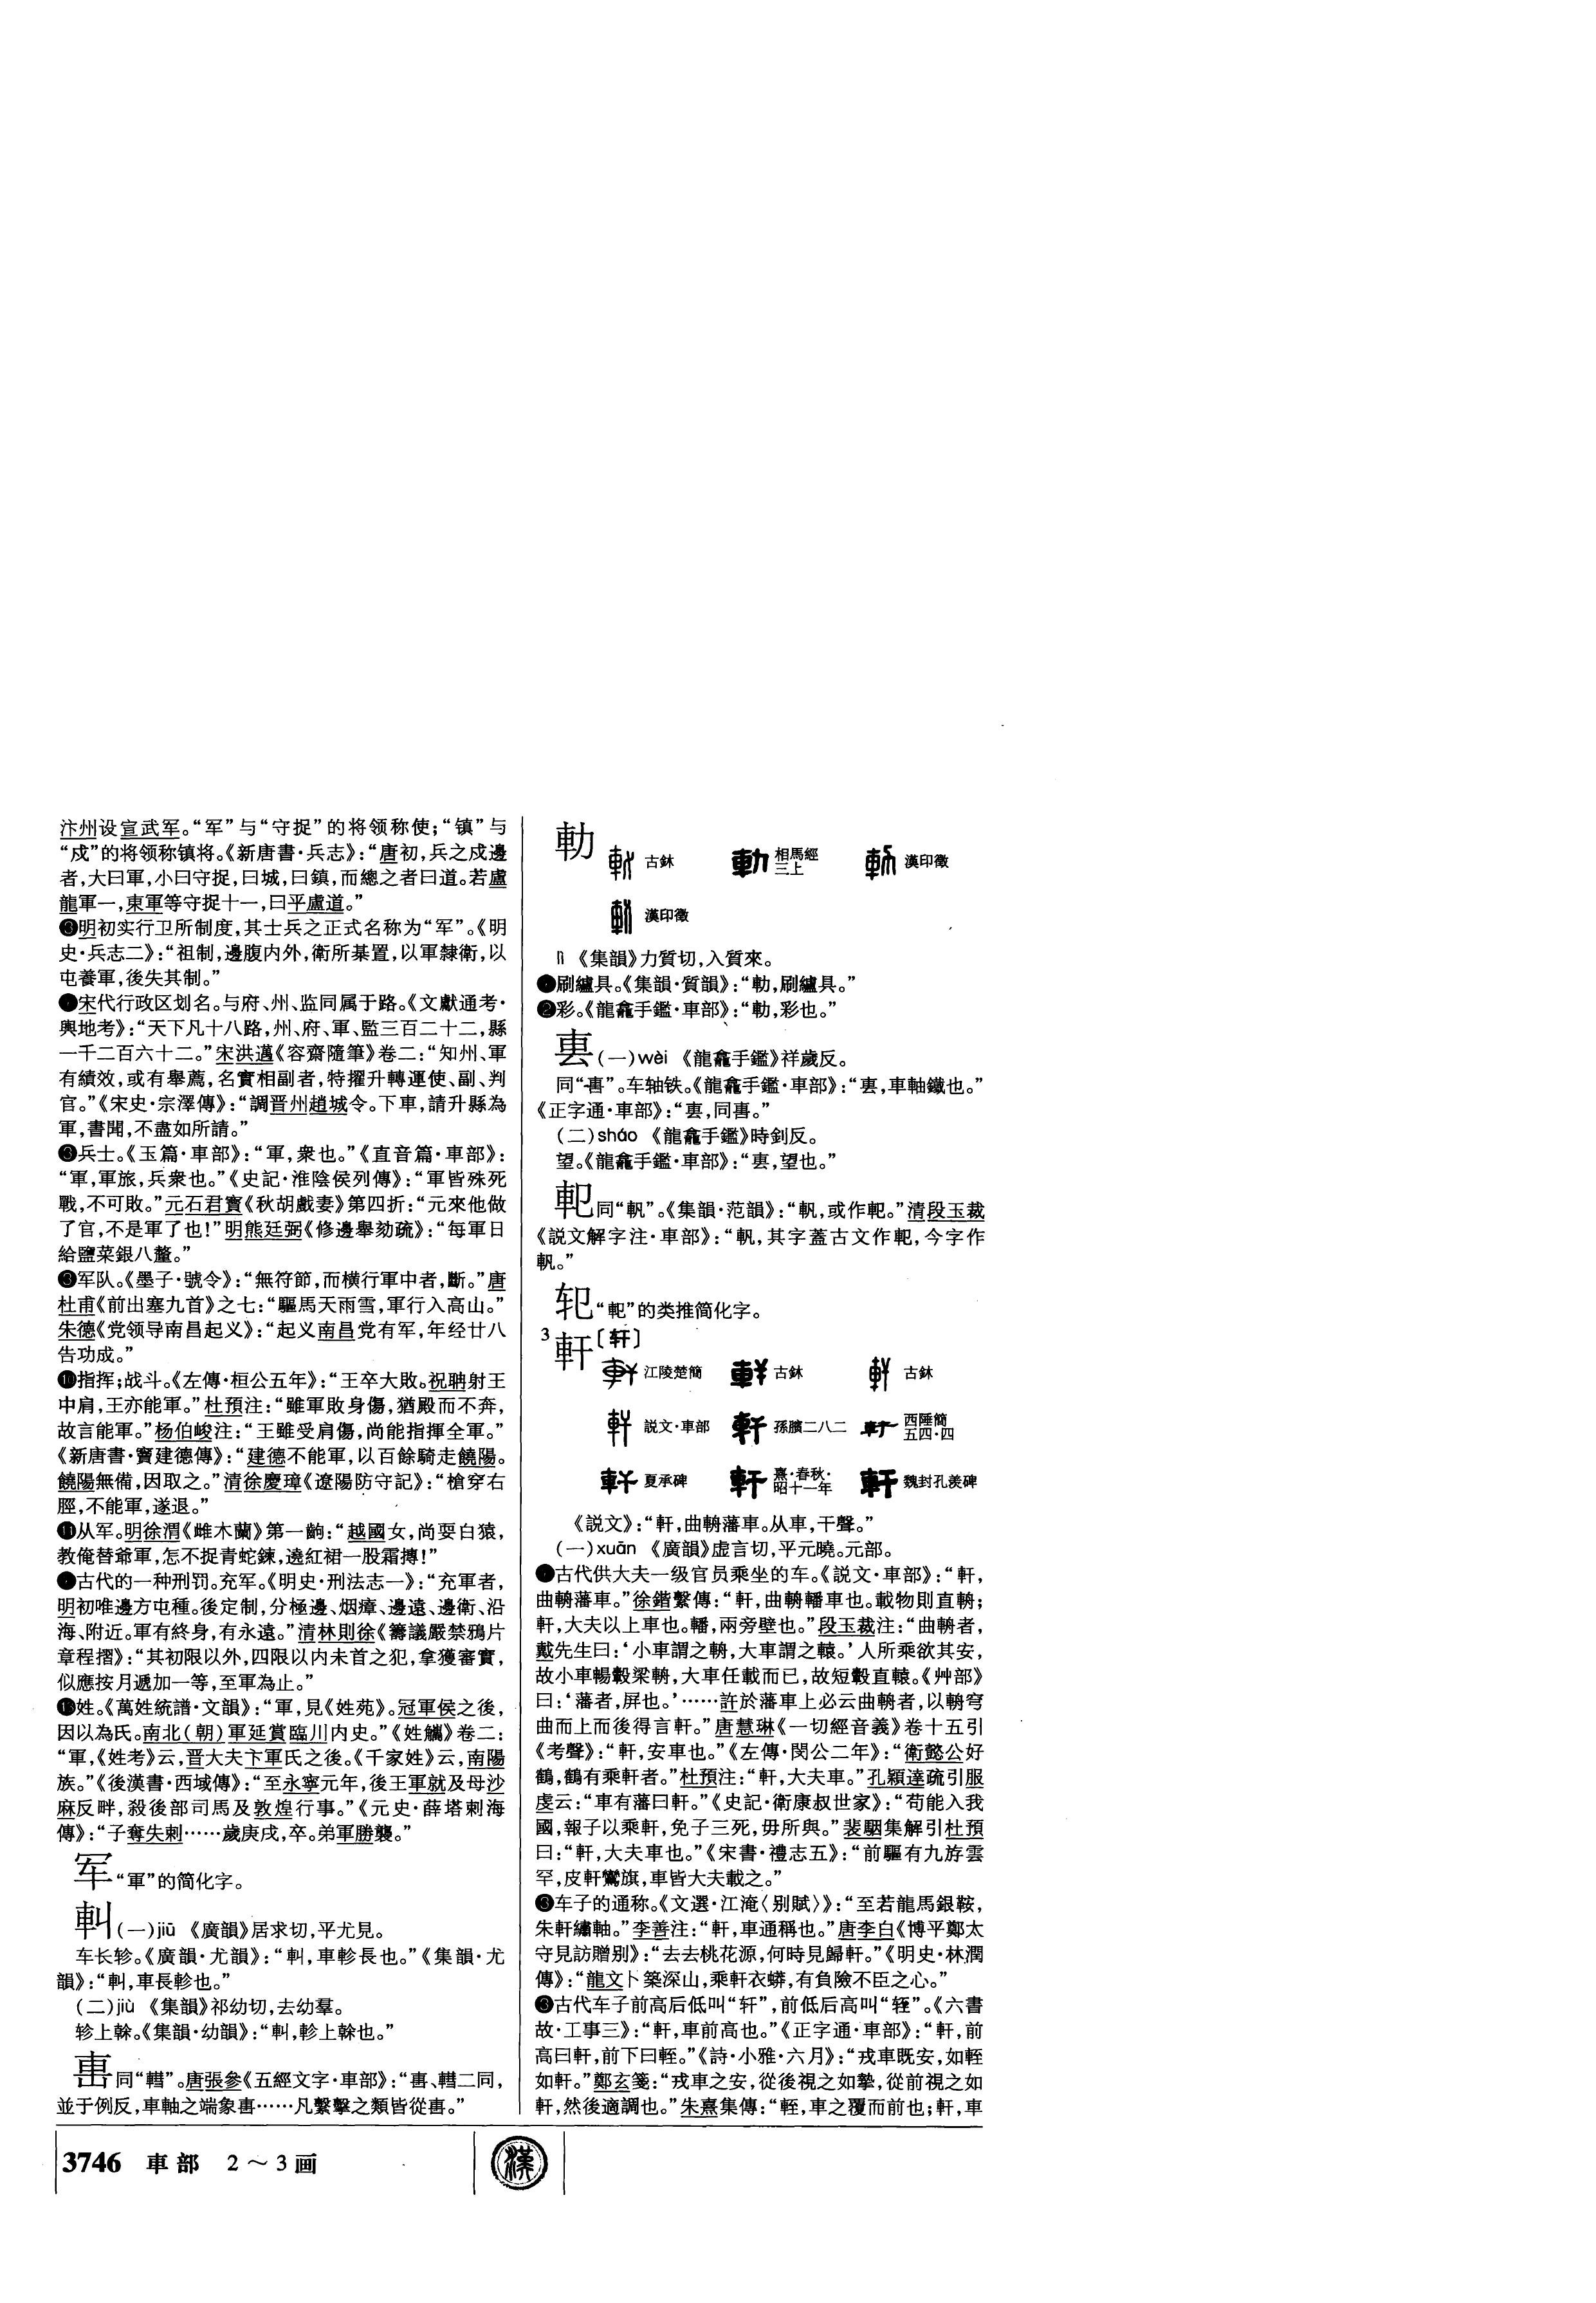 汴州设宣武军。“军”与“守捉”的将领称使；“镇”与
“戍”的将领称镇将。《新唐書·兵志》：“唐初，兵之戍邊
者，大曰軍，小曰守捉，曰城，曰鎮，而總之者曰道。若盧
龍軍一，東軍等守捉十一，曰平盧道。”
明初实行卫所制度，其士兵之正式名称为“军”。《明
史·兵志二》：“祖制，邊腹内外，衛所棊置，以軍隸衛，以
屯養軍，後失其制。”
宋代行政区划名。与府、州、监同属于路。《文獻通考·
輿地考》：“天下凡十八路，州、府、軍、監三百二十二，縣
一千二百六十二。”宋洪邁《容齋隨筆》卷二：“知州、軍
有績效，或有舉薦，名實相副者，特擢升轉運使、副、判
官。”《宋史·宗澤傳》：“調晋州趙城令。下車，請升縣為
軍，書聞，不盡如所請。”
兵士。《玉篇·車部》：“軍，衆也。”《直音篇·車部》：
“軍，軍旅，兵衆也。”《史記·淮陰侯列傳》：“軍皆殊死
戰，不可敗。”元石君寶《秋胡戲妻》第四折：“元來他做
了官，不是軍了也！”明熊廷弼《修邊舉劾疏》：“每軍日
給鹽菜銀八釐。”
军队。《墨子·號令》：“無符節，而横行軍中者，斷。”唐
杜甫《前出塞九首》之七：“驅馬天雨雪，軍行入高山。”
朱德《党领导南昌起义》：“起义南昌党有军，年经廿八
告功成。”
❿指挥；战斗。《左傳·桓公五年》：“王卒大敗。祝聃射王
中肩，王亦能軍。”杜預注：“雖軍敗身傷，猶殿而不奔，
故言能軍。”杨伯峻注：“王雖受肩傷，尚能指揮全軍。”
《新唐書·竇建德傳》：“建德不能軍，以百餘騎走饒陽。
饒陽無備，因取之。”清徐慶璋《遼陽防守記》：“槍穿右
脛，不能軍，遂退。”
⓫从军。明徐渭《雌木蘭》第一齣：“越國女，尚耍白猿，
教俺替爺軍，怎不捉青蛇鍊，遶紅裙一股霜摶！”
古代的一种刑罚。充军。《明史·刑法志一》：“充軍者，
明初唯邊方屯種。後定制，分極邊、烟瘴、邊遠、邊衛、沿
海、附近。軍有終身，有永遠。”清林則徐《籌議嚴禁鴉片
章程摺》：“其初限以外，四限以内未首之犯，拿獲審實，
似應按月遞加一等，至軍為止。”
姓。《萬姓統譜·文韻》：“軍，見《姓苑》。冠軍侯之後，
因以為氏。南北（朝）軍延賞臨川内史。”《姓觿》卷二：
“軍，《姓考》云，晋大夫卞軍氏之後。《千家姓》云，南陽
族。”《後漢書·西域傳》：“至永寧元年，後王軍就及母沙
麻反畔，殺後部司馬及敦煌行事。”《元史·薛塔剌海
傳》：“子奪失剌……歲庚戌，卒。弟軍勝襲。”
军“軍”的简化字。
䡂（一）jiū 《廣韻》居求切，平尤見。
车长轸。《廣韻·尤韻》：“䡂，車軫長也。”《集韻·尤
韻》：“䡂，車長軫也。”
（二）jiù 《集韻》祁幼切，去幼羣。
轸上榦。《集韻·幼韻》：“䡂，軫上榦也。”
軎同“轊”。唐張參《五經文字·車部》：“軎、轊二同，
並于例反，車軸之端象軎……凡繫擊之類皆從軎。”
3746 車部 2～3画
漢
𨊡
古鉨 相馬經三上 漢印徵
漢印徵
lì 《集韻》力質切，入質來。
刷纑具。《集韻·質韻》：“𨊡，刷纑具。”
❷彩。《龍龕手鑑·車部》：“𨊡，彩也。”
（一）wèi 《龍龕手鑑》祥歲反。
同“軎”。车轴铁。《龍龕手鑑·車部》：“，車軸鐵也。”
《正字通·車部》：“，同軎。”
（二）sháo 《龍龕手鑑》時釗反。
望。《龍龕手鑑·車部》：“，望也。”
軓同“軓”。《集韻·范韻》：“軓，或作𨊠。”清段玉裁
《説文解字注·車部》：“軓，其字蓋古文作𨊠，今字作
軓。”
“𨊠”的类推简化字。
3 軒〔轩〕
江陵楚簡 古鉨 古鉨
説文·車部 孫臏二八二 西陲簡五四·四
夏承碑 熹·春秋·昭十一年 魏封孔羨碑
《説文》：“軒，曲輈藩車。从車，干聲。”
（一）xuān 《廣韻》虚言切，平元曉。元部。
古代供大夫一级官员乘坐的车。《説文·車部》：“軒，
曲輈藩車。”徐鍇繫傳：“軒，曲輈轓車也。載物則直輈；
軒，大夫以上車也。轓，兩旁壁也。”段玉裁注：“曲輈者，
戴先生曰：‘小車謂之輈，大車謂之轅。’人所乘欲其安，
故小車暢轂梁輈，大車任載而已，故短轂直轅。《艸部》
曰：‘藩者，屏也。’……許於藩車上必云曲輈者，以輈穹
曲而上而後得言軒。”唐慧琳《一切經音義》卷十五引
《考聲》：“軒，安車也。”《左傳·閔公二年》：“衛懿公好
鶴，鶴有乘軒者。”杜預注：“軒，大夫車。”孔穎達疏引服
虔云：“車有藩曰軒。”《史記·衛康叔世家》：“苟能入我
國，報子以乘軒，免子三死，毋所與。”裴駰集解引杜預
曰：“軒，大夫車也。”《宋書·禮志五》：“前驅有九斿雲
罕，皮軒鸞旗，車皆大夫載之。”
车子的通称。《文選·江淹〈别賦〉》：“至若龍馬銀鞍，
朱軒繡軸。”李善注：“軒，車通稱也。”唐李白《博平鄭太
守見訪贈别》：“去去桃花源，何時見歸軒。”《明史·林潤
傳》：“龍文卜築深山，乘軒衣蟒，有負險不臣之心。”
❸古代车子前高后低叫“轩”，前低后高叫“轾”。《六書
故·工事三》：“軒，車前高也。”《正字通·車部》：“軒，前
高曰軒，前下曰輊。”《詩·小雅·六月》：“戎車既安，如輊
如軒。”鄭玄箋：“戎車之安，從後視之如摯，從前視之如
軒，然後適調也。”朱熹集傳：“輊，車之覆而前也；軒，車